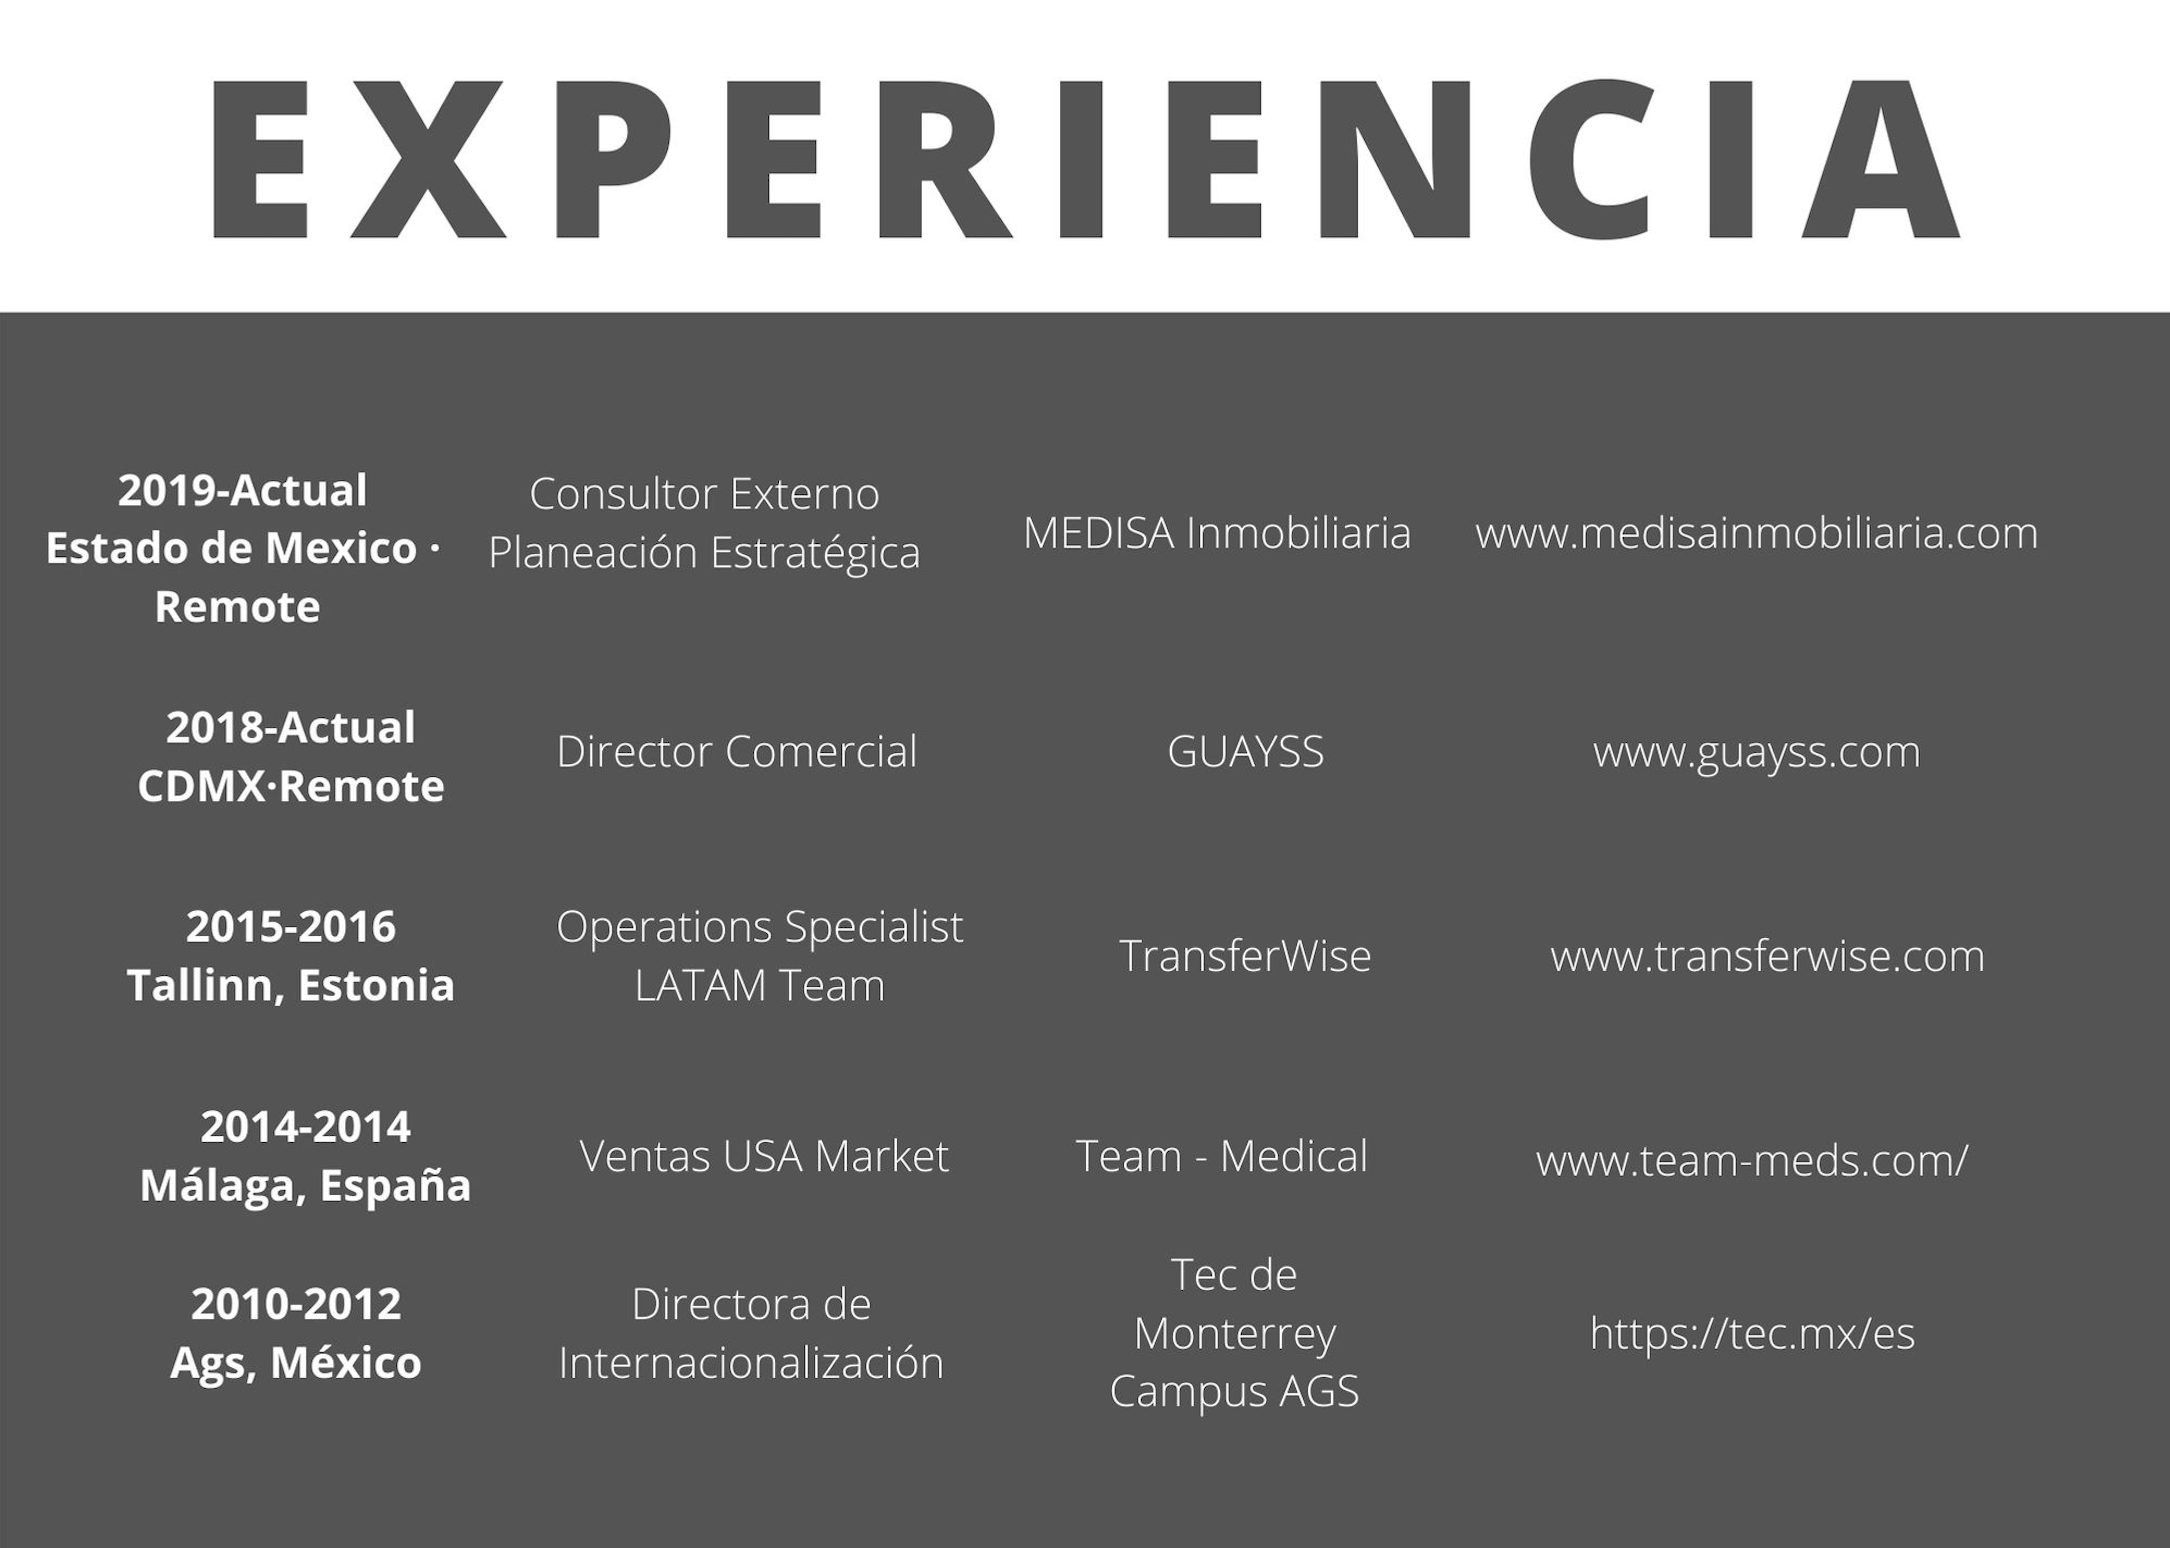 EXPERIENCIA
2019-Actual
Estado de Mexico ·
Remote
Consultor Externo
Planeación Estratégica
MEDISA Inmobiliaria
www.medisainmobiliaria.com
2018-Actual
CDMX·Remote
Director Comercial
GUAYSS
www.guayss.com
2015-2016
Tallinn, Estonia
Operations Specialist
LATAM Team
TransferWise
www.transferwise.com
2014-2014
Málaga, España
Ventas USA Market
Team - Medical
www.team-meds.com/
2010-2012
Ags, México
Directora de
Internacionalización
Tec de
Monterrey
Campus AGS
https://tec.mx/es